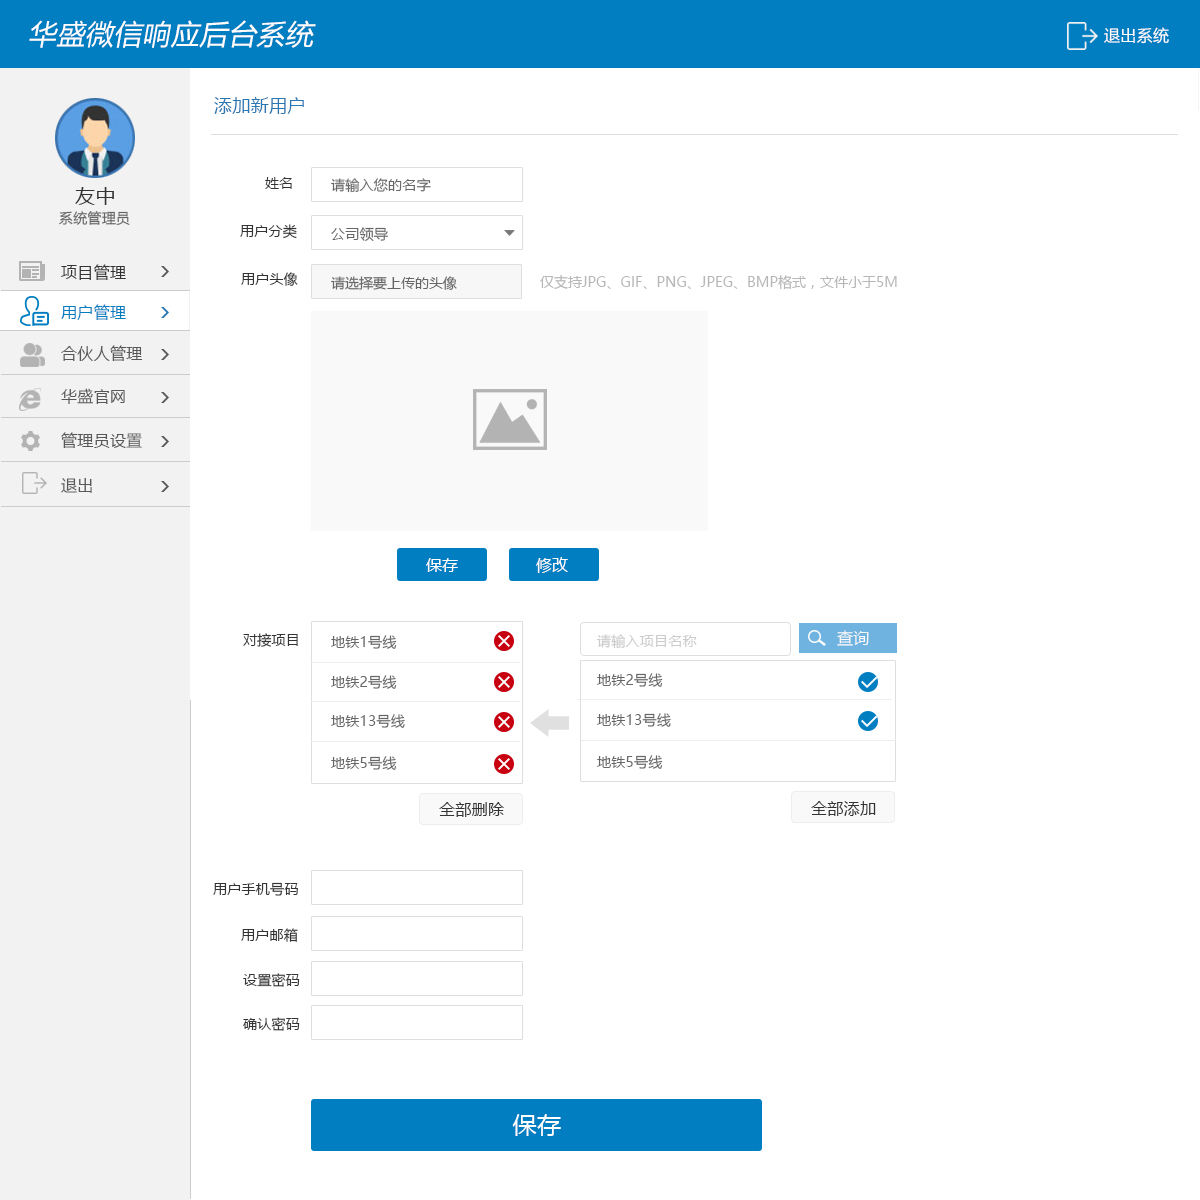 华盛微信响应后台系统
退出系统
友中
系统管理员
项目管理
用户管理
合伙人管理
华盛官网
管理员设置
退出
添加新用户
姓名 请输入您的名字
用户分类 公司领导
用户头像 请选择要上传的头像 仅支持JPG、GIF、PNG、JPEG、BMP格式，文件小于5M
保存 修改
对接项目
地铁1号线
地铁2号线
地铁13号线
地铁5号线
全部删除
请输入项目名称 查询
地铁2号线
地铁13号线
地铁5号线
全部添加
用户手机号码
用户邮箱
设置密码
确认密码
保存